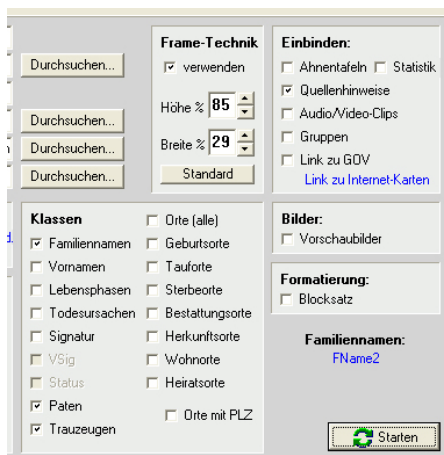 Durchsuchen...
Durchsuchen...
Durchsuchen...
Durchsuchen...
Frame-Technik
verwenden
Höhe % 85
Breite % 29
Standard
Einbinden:
Ahnentafeln Statistik
Quellenhinweise
Audio/Video-Clips
Gruppen
Link zu GOV
Link zu Internet-Karten
Klassen
Familiennamen
Vornamen
Lebensphasen
Todesursachen
Signatur
VSig
Status
Paten
Trauzeugen
Orte (alle)
Geburtsorte
Tauforte
Sterbeorte
Bestattungsorte
Herkunftsorte
Wohnorte
Heiratsorte
Orte mit PLZ
Bilder:
Vorschaubilder
Formatierung:
Blocksatz
Familiennamen:
FName2
Starten